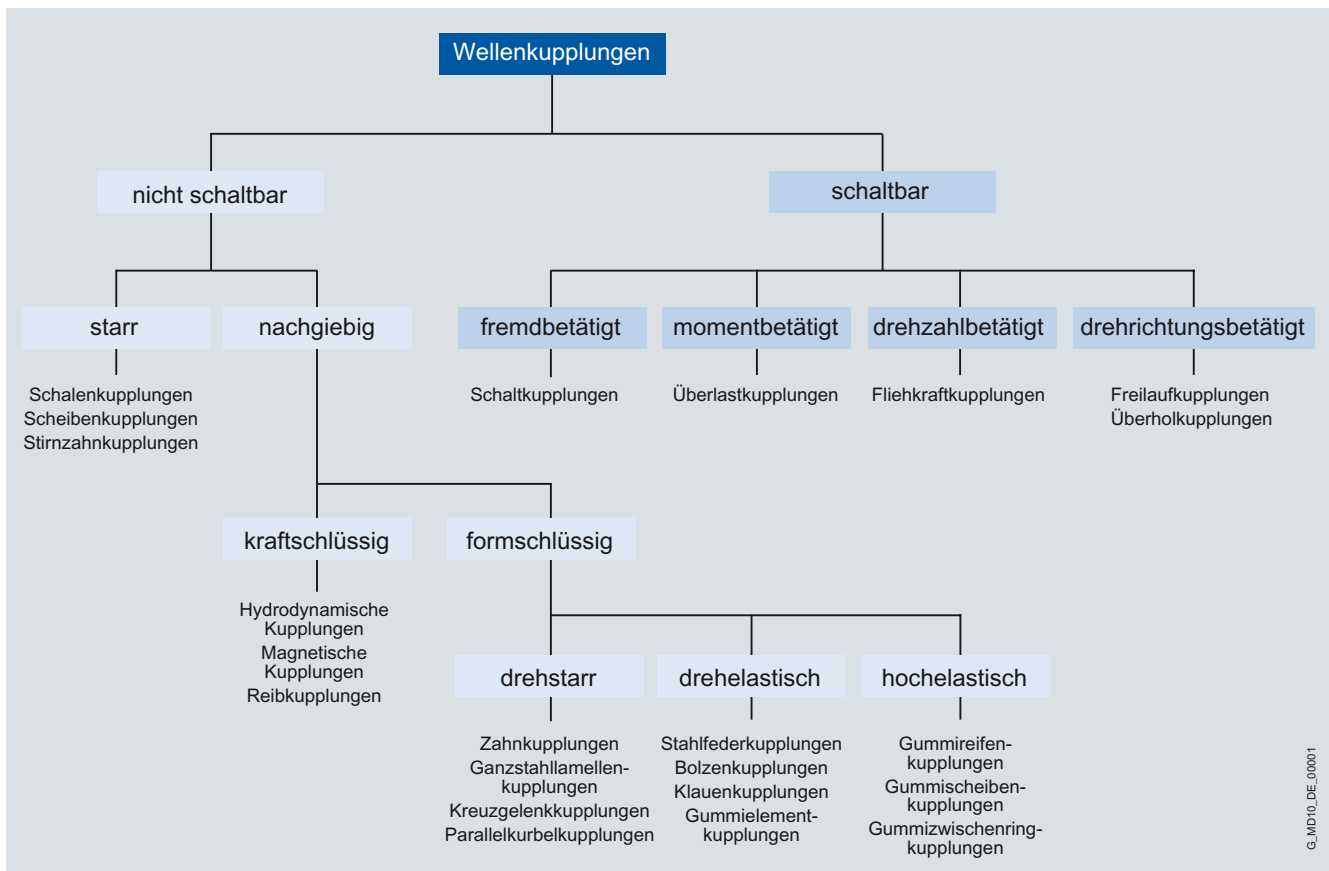 Wellenkupplungen
nicht schaltbar
schaltbar
starr
nachgiebig
fremdbetätigt
momentbetätigt
drehzahlbetätigt
drehrichtungsbetätigt
Schalenkupplungen
Scheibenkupplungen
Stirnzahnkupplungen
Schaltkupplungen
Überlastkupplungen
Fliehkraftkupplungen
Freilaufkupplungen
Überholkupplungen
kraftschlüssig
formschlüssig
Hydrodynamische
Kupplungen
Magnetische
Kupplungen
Reibkupplungen
drehstarr
drehelastisch
hochelastisch
Zahnkupplungen
Ganzstahllamellen-
kupplungen
Kreuzgelenkkupplungen
Parallelkurbelkupplungen
Stahlfederkupplungen
Bolzenkupplungen
Klauenkupplungen
Gummielement-
kupplungen
Gummireifen-
kupplungen
Gummischeiben-
kupplungen
Gummizwischenring-
kupplungen
G_MD10_DE_00001